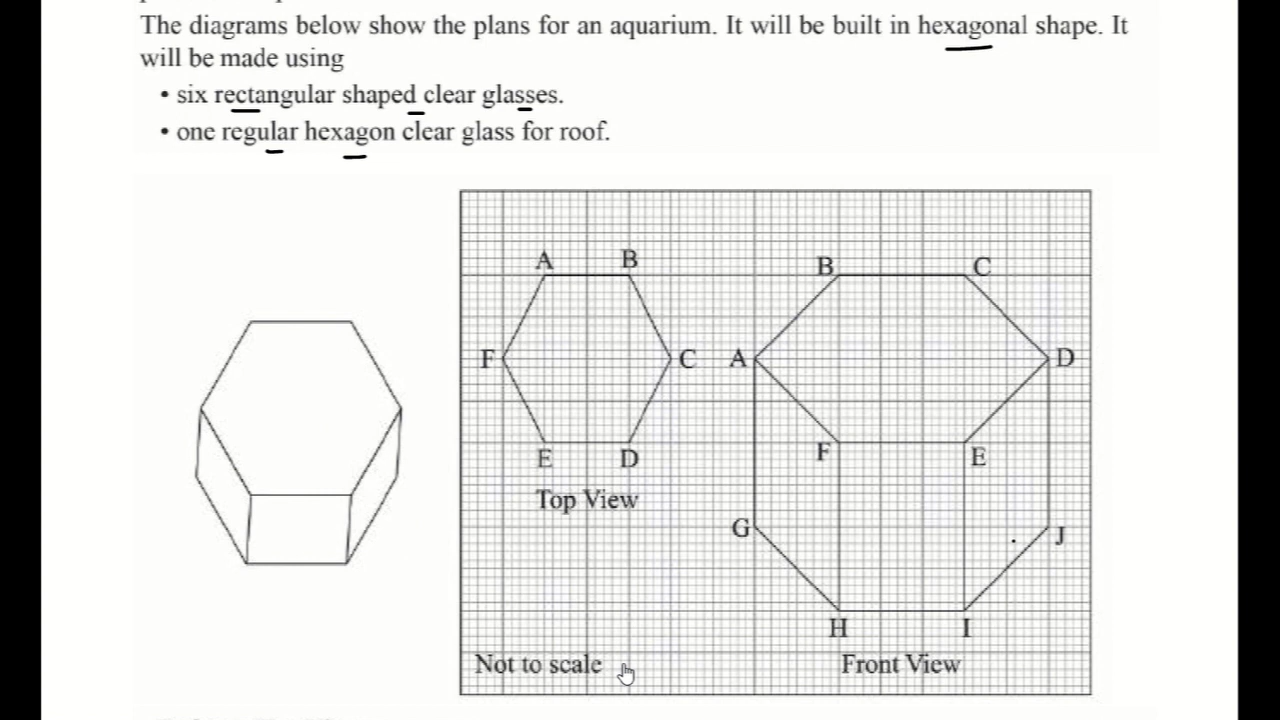 The diagrams below show the plans for an aquarium. It will be built in hexagonal shape. It
will be made using
• six rectangular shaped clear glasses.
• one regular hexagon clear glass for roof.
A B
F C
E D
Top View
B C
A D
F E
G J
H I
Not to scale
Front View